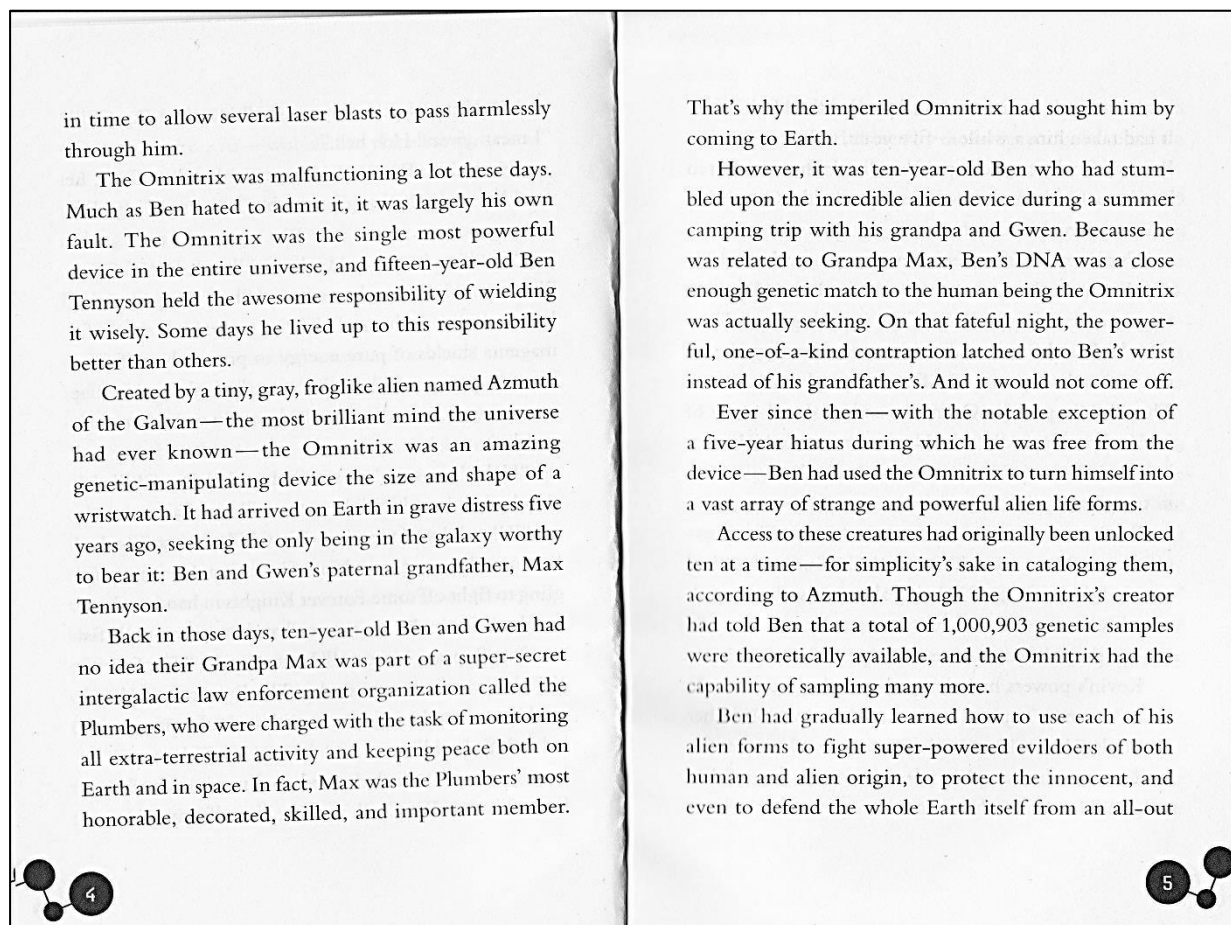 in time to allow several laser blasts to pass harmlessly
through him.
The Omnitrix was malfunctioning a lot these days.
Much as Ben hated to admit it, it was largely his own
fault. The Omnitrix was the single most powerful
device in the entire universe, and fifteen-year-old Ben
Tennyson held the awesome responsibility of wielding
it wisely. Some days he lived up to this responsibility
better than others.
Created by a tiny, gray, froglike alien named Azmuth
of the Galvan—the most brilliant mind the universe
had ever known—the Omnitrix was an amazing
genetic-manipulating device the size and shape of a
wristwatch. It had arrived on Earth in grave distress five
years ago, seeking the only being in the galaxy worthy
to bear it: Ben and Gwen's paternal grandfather, Max
Tennyson.
Back in those days, ten-year-old Ben and Gwen had
no idea their Grandpa Max was part of a super-secret
intergalactic law enforcement organization called the
Plumbers, who were charged with the task of monitoring
all extra-terrestrial activity and keeping peace both on
Earth and in space. In fact, Max was the Plumbers' most
honorable, decorated, skilled, and important member.
4
That's why the imperiled Omnitrix had sought him by
coming to Earth.
However, it was ten-year-old Ben who had stum-
bled upon the incredible alien device during a summer
camping trip with his grandpa and Gwen. Because he
was related to Grandpa Max, Ben's DNA was a close
enough genetic match to the human being the Omnitrix
was actually seeking. On that fateful night, the power-
ful, one-of-a-kind contraption latched onto Ben's wrist
instead of his grandfather's. And it would not come off.
Ever since then—with the notable exception of
a five-year hiatus during which he was free from the
device—Ben had used the Omnitrix to turn himself into
a vast array of strange and powerful alien life forms.
Access to these creatures had originally been unlocked
ten at a time—for simplicity's sake in cataloging them,
according to Azmuth. Though the Omnitrix's creator
had told Ben that a total of 1,000,903 genetic samples
were theoretically available, and the Omnitrix had the
capability of sampling many more.
Ben had gradually learned how to use each of his
alien forms to fight super-powered evildoers of both
human and alien origin, to protect the innocent, and
even to defend the whole Earth itself from an all-out
5